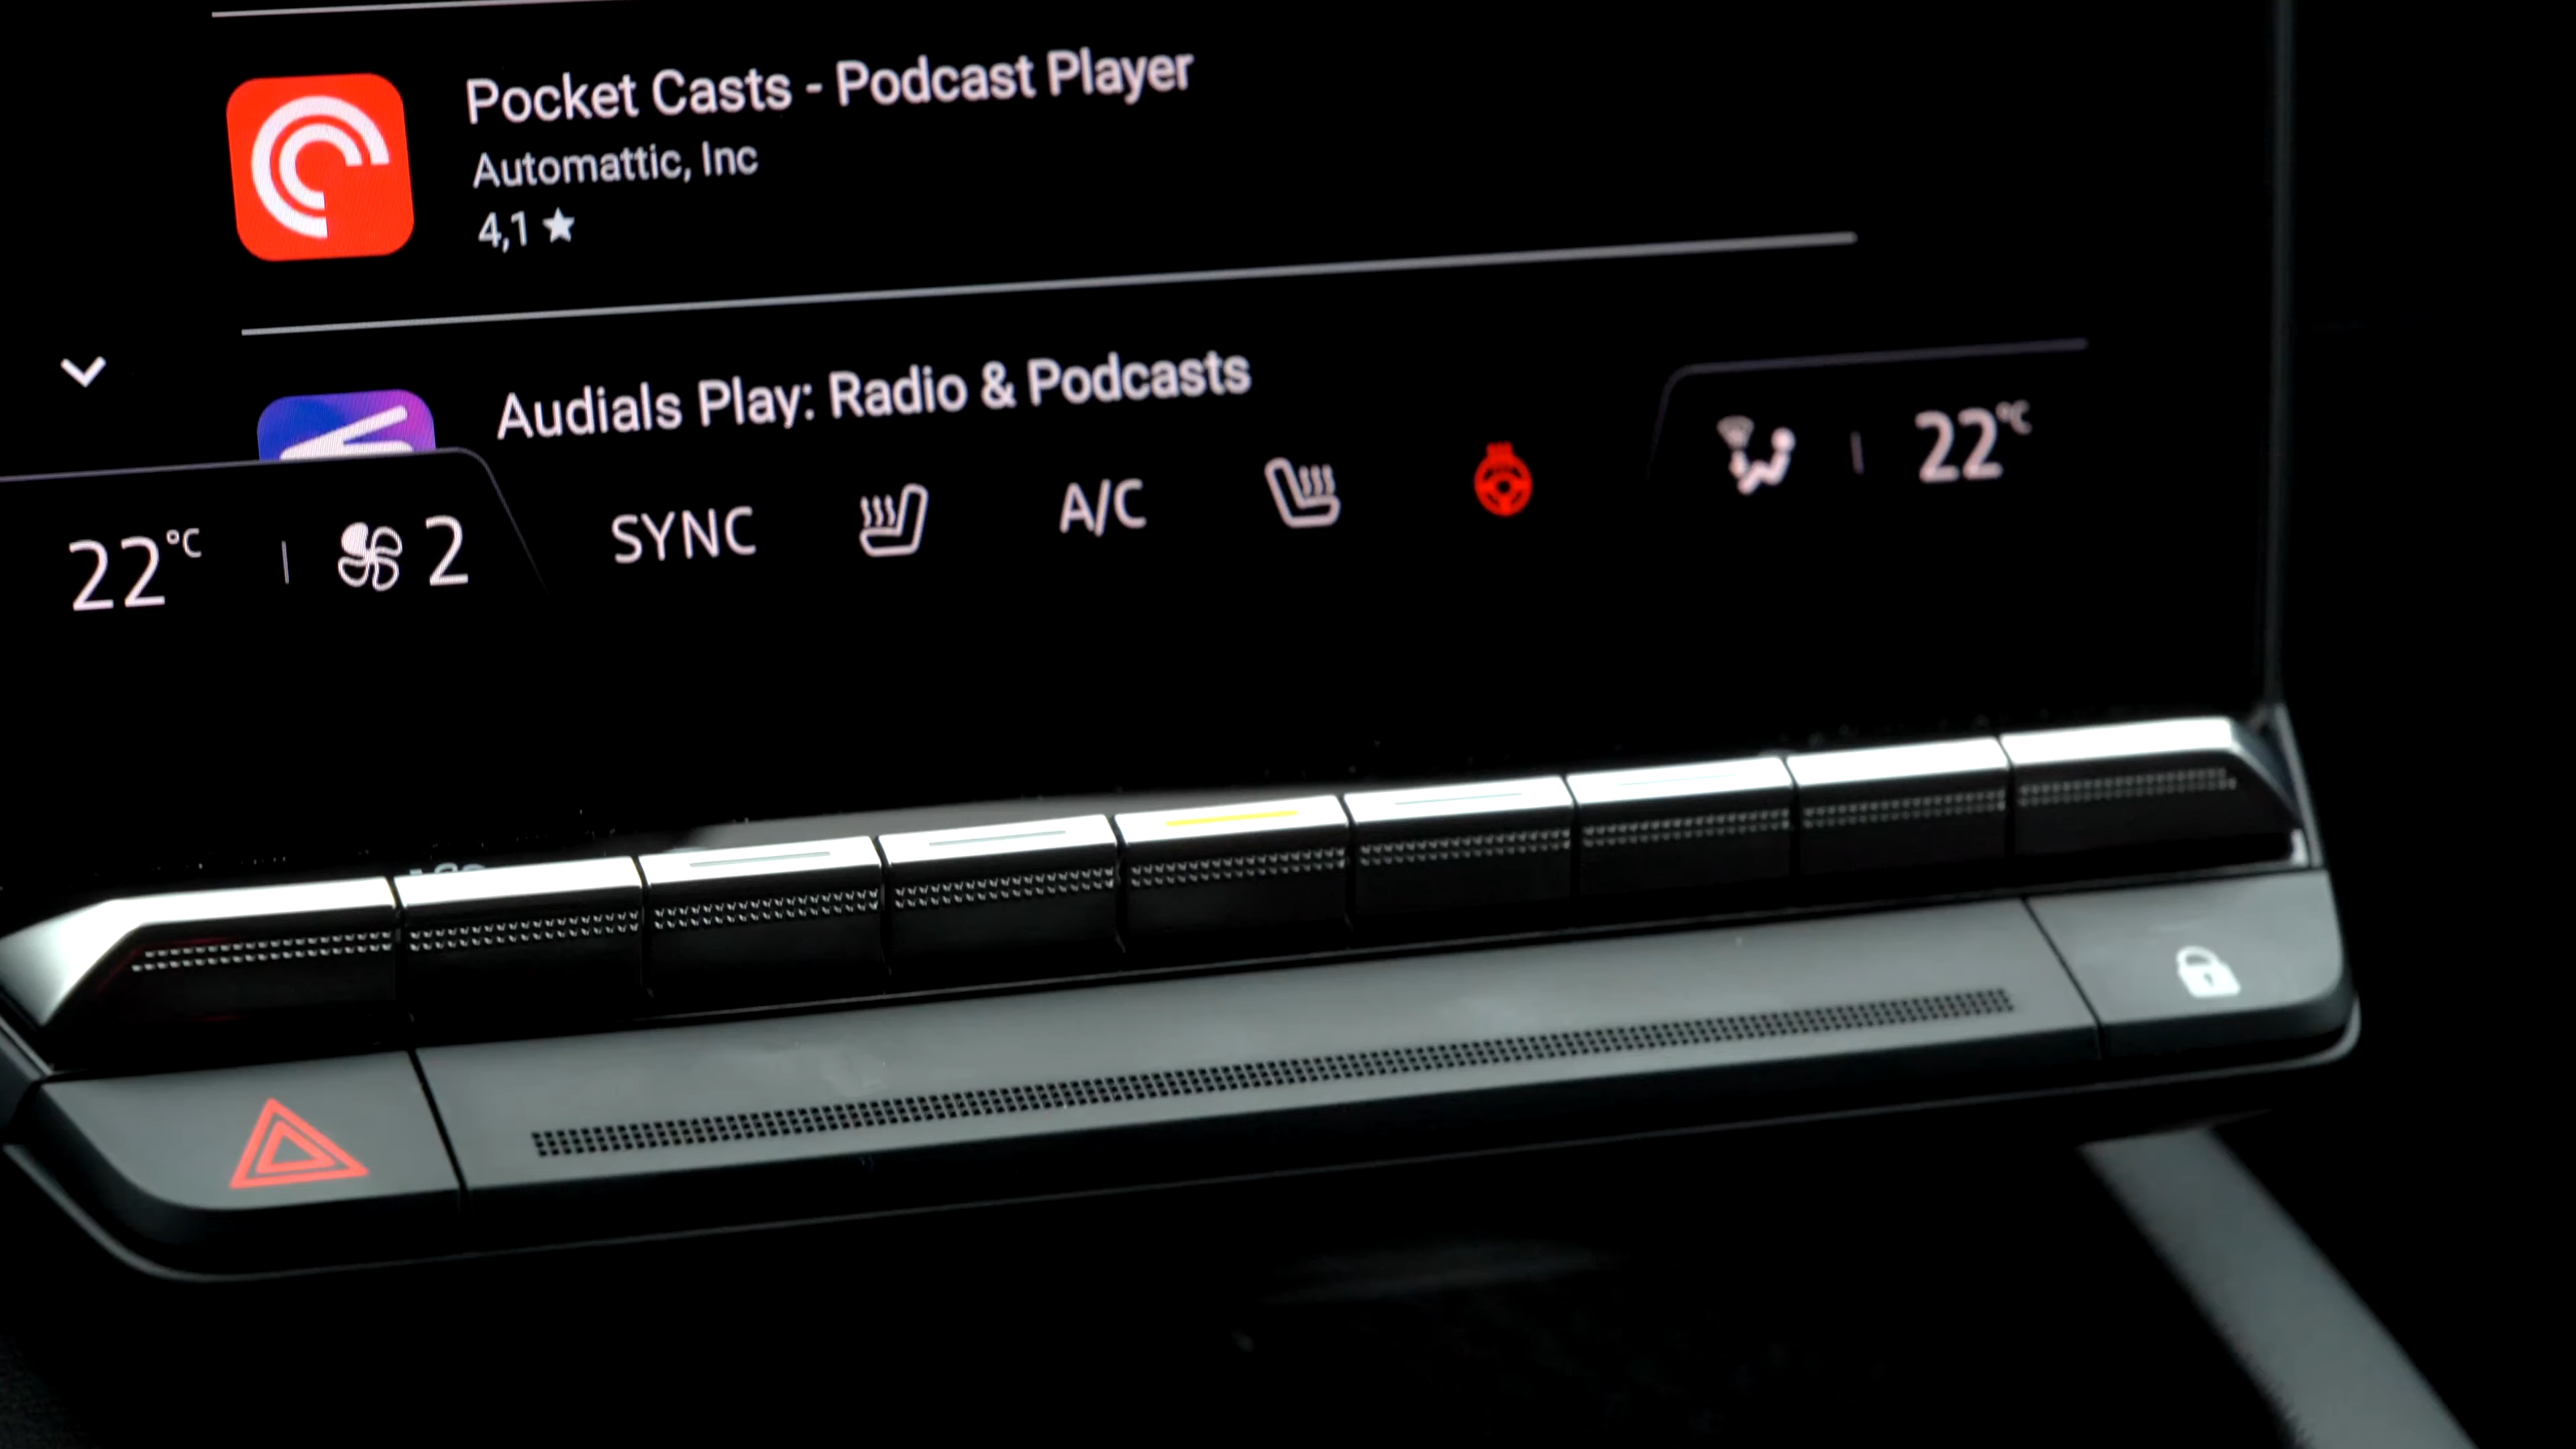 Pocket Casts - Podcast Player
Automattic, Inc
4,1 ★
Audials Play: Radio & Podcasts
22°C
2
SYNC
A/C
22°C